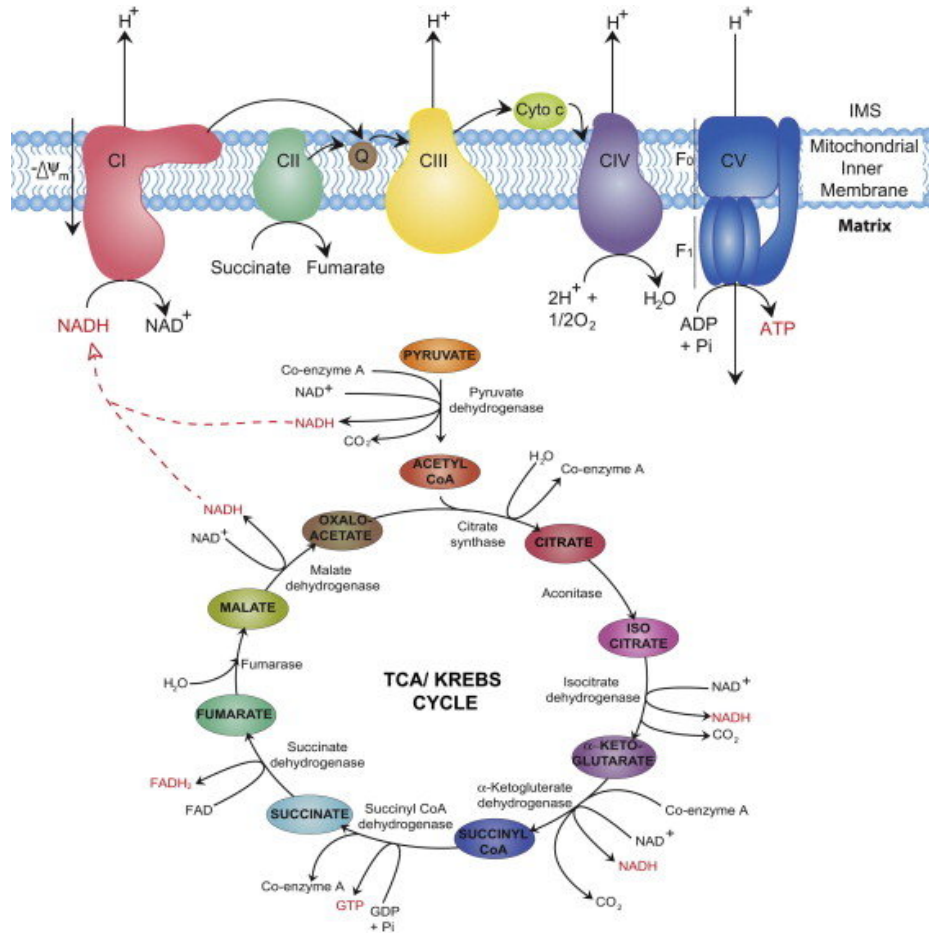 H+
H+
H+
H+
Cyto c
IMS
CI
CII
Q
CIII
CIV
F₀
CV
Mitochondrial
Inner
Membrane
-ΔΨm
Matrix
F₁
Succinate
Fumarate
2H+ +
1/2O₂
H₂O
ADP
+ Pi
ATP
NADH
NAD+
PYRUVATE
Co-enzyme A
NAD+
Pyruvate
dehydrogenase
NADH
CO₂
ACETYL
CoA
H₂O
Co-enzyme A
NADH
NAD+
OXALO-
ACETATE
Citrate
synthase
CITRATE
Malate
dehydrogenase
Aconitase
MALATE
ISO
CITRATE
Fumarase
H₂O
TCA/ KREBS
CYCLE
Isocitrate
dehydrogenase
NAD+
NADH
CO₂
FUMARATE
α-KETO-
GLUTARATE
Succinate
dehydrogenase
FADH₂
FAD
α-Ketogluterate
dehydrogenase
Co-enzyme A
SUCCINATE
Succinyl CoA
dehydrogenase
SUCCINYL
CoA
NAD+
NADH
Co-enzyme A
GTP
GDP
+ Pi
CO₂